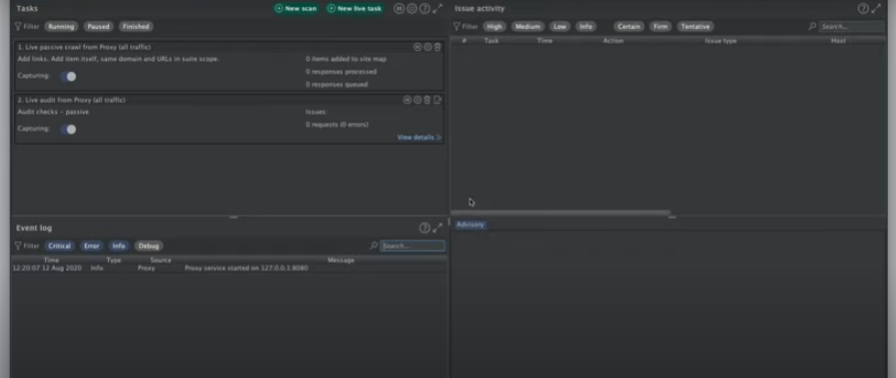 Tasks
New scan
New live task
Filter
Running
Paused
Finished
1. Live passive crawl from Proxy (all traffic)
Add links. Add item itself, same domain and URLs in suite scope.
0 items added to site map
Capturing:
0 responses processed
0 responses queued
2. Live audit from Proxy (all traffic)
Audit checks - passive
Issues:
Capturing:
0 requests (0 errors)
View details
Event log
Filter
Critical
Error
Info
Debug
Search...
Time
Type
Source
Message
12:20:07 12 Aug 2020
Info
Proxy
Proxy service started on 127.0.0.1:8080
Issue activity
Filter
High
Medium
Low
Info
Certain
Firm
Tentative
Search...
#
Task
Time
Action
Issue type
Host
Advisory